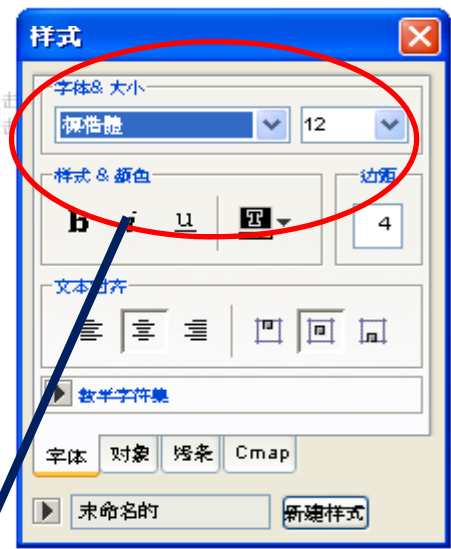 样式
字体& 大小
標楷體 12
样式 & 颜色 边距
b i u T 4
文本对齐
数学字符集
字体 对象 线条 Cmap
未命名的 新建样式